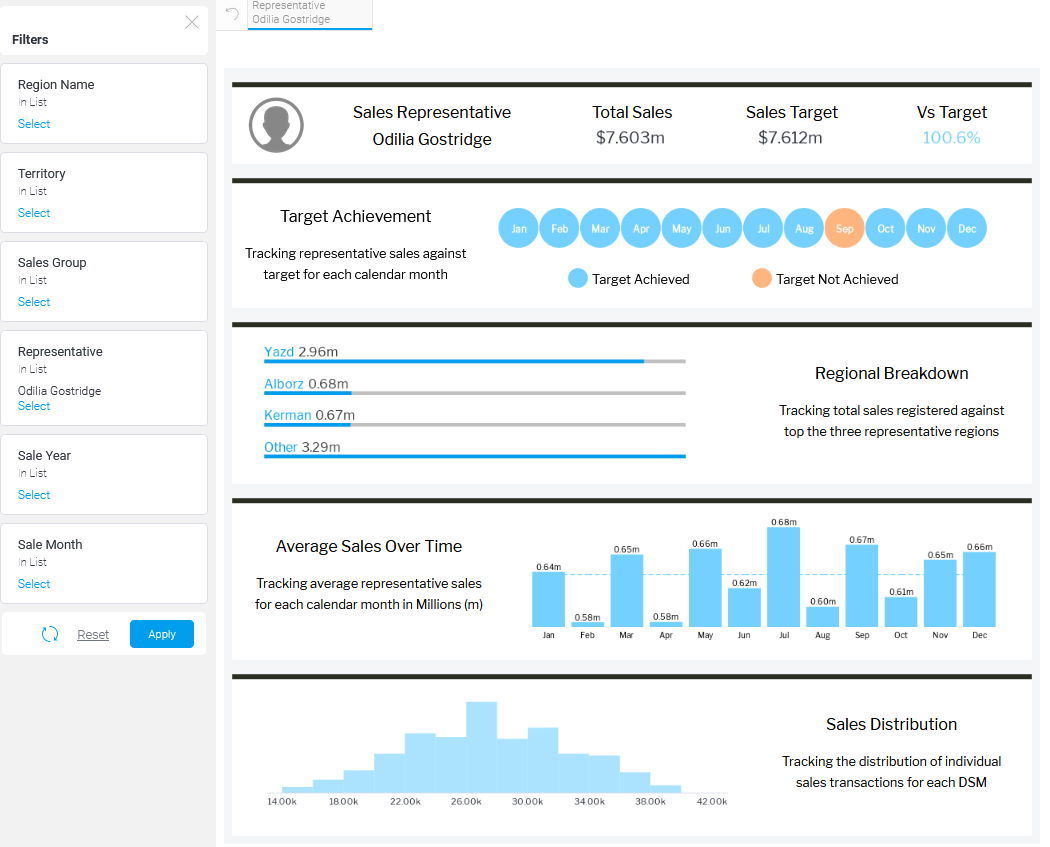 Representative
Odilia Gostridge
Filters
Region Name
In List
Select
Territory
In List
Select
Sales Group
In List
Select
Representative
In List
Odilia Gostridge
Select
Sale Year
In List
Select
Sale Month
In List
Select
Reset
Apply
Sales Representative
Odilia Gostridge
Total Sales
$7.603m
Sales Target
$7.612m
Vs Target
100.6%
Target Achievement
Tracking representative sales against
target for each calendar month
Jan Feb Mar Apr May Jun Jul Aug Sep Oct Nov Dec
Target Achieved
Target Not Achieved
Yazd 2.96m
Alborz 0.68m
Kerman 0.67m
Other 3.29m
Regional Breakdown
Tracking total sales registered against
top the three representative regions
Average Sales Over Time
Tracking average representative sales
for each calendar month in Millions (m)
0.64m 0.58m 0.65m 0.58m 0.66m 0.62m 0.68m 0.60m 0.67m 0.61m 0.65m 0.66m
Jan Feb Mar Apr May Jun Jul Aug Sep Oct Nov Dec
14.00k 18.00k 22.00k 26.00k 30.00k 34.00k 38.00k 42.00k
Sales Distribution
Tracking the distribution of individual
sales transactions for each DSM